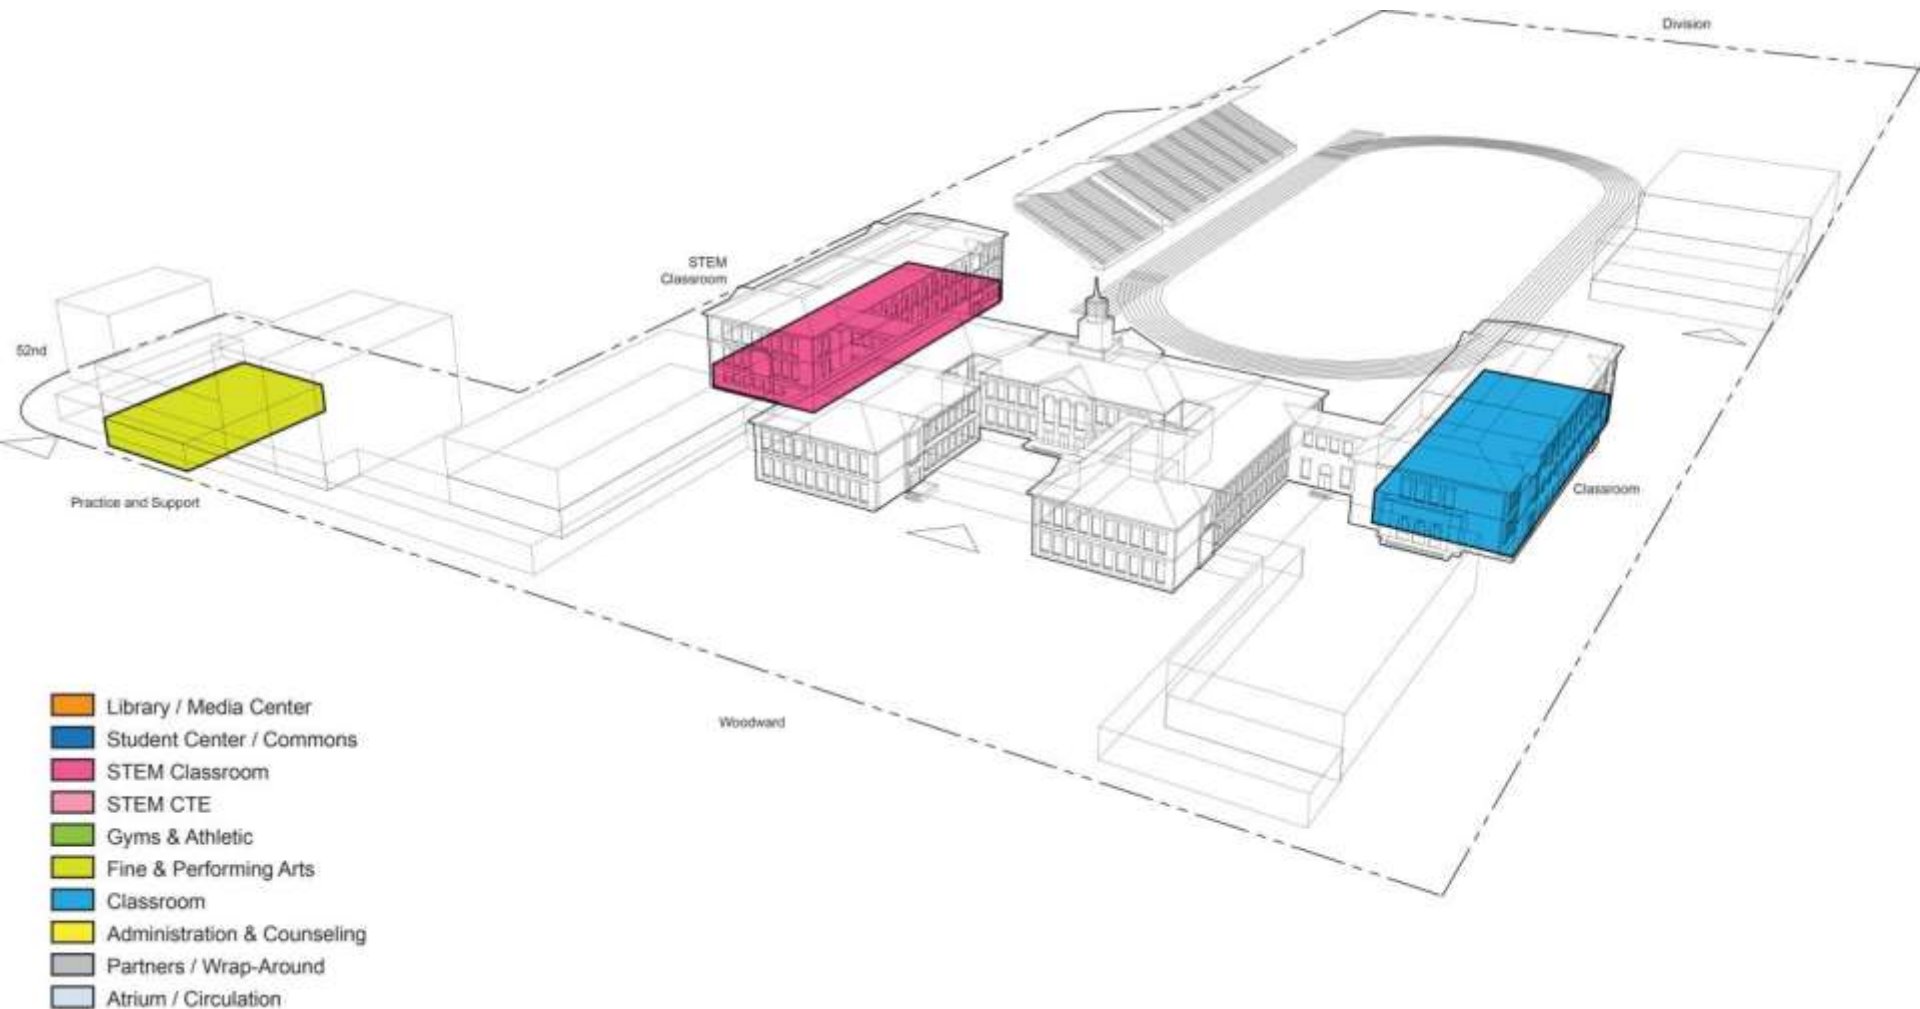 Division
STEM
Classroom
52nd
Classroom
Practice and Support
Woodward
Library / Media Center
Student Center / Commons
STEM Classroom
STEM CTE
Gyms & Athletic
Fine & Performing Arts
Classroom
Administration & Counseling
Partners / Wrap-Around
Atrium / Circulation